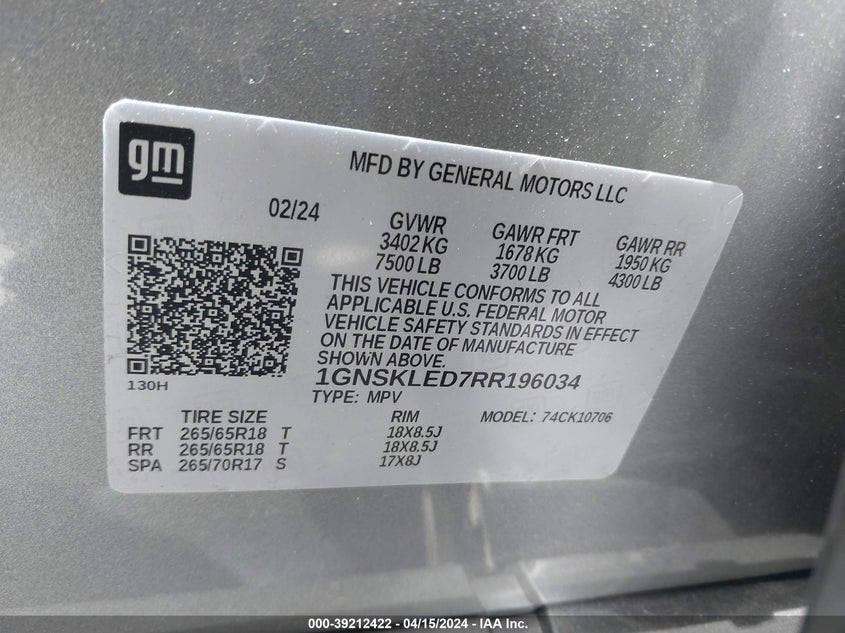 gm
MFD BY GENERAL MOTORS LLC
02/24
GVWR
3402 KG
7500 LB
GAWR FRT
1678 KG
3700 LB
GAWR RR
1950 KG
4300 LB
THIS VEHICLE CONFORMS TO ALL
APPLICABLE U.S. FEDERAL MOTOR
VEHICLE SAFETY STANDARDS IN EFFECT
ON THE DATE OF MANUFACTURE
SHOWN ABOVE.
130H
1GNSKLED7RR196034
TYPE: MPV
MODEL: 74CK10706
TIRE SIZE RIM
FRT 265/65R18 T 18X8.5J
RR 265/65R18 T 18X8.5J
SPA 265/70R17 S 17X8J
000-39212422 - 04/15/2024 - IAA Inc.